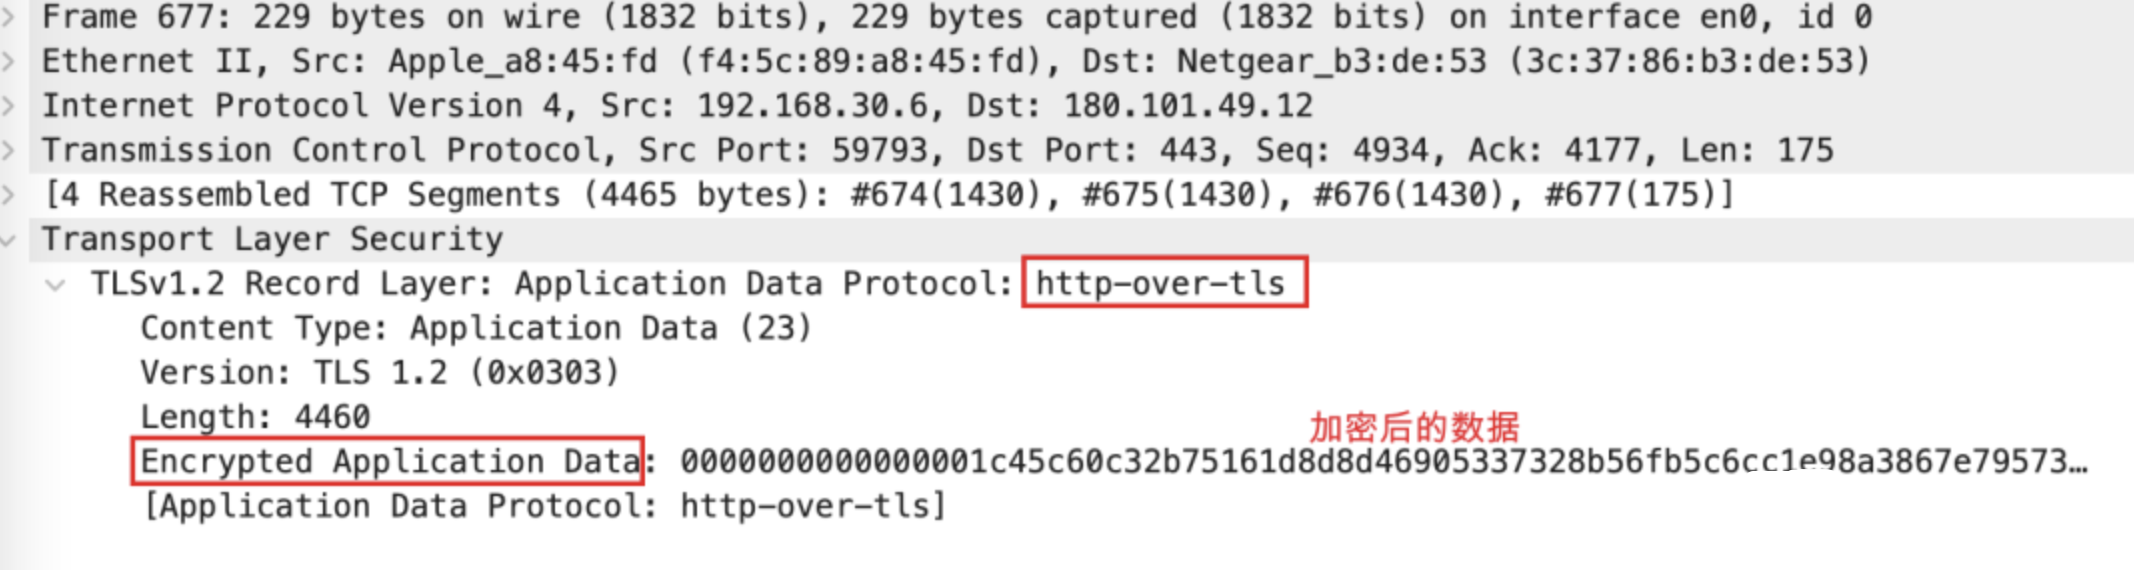 Frame 677: 229 bytes on wire (1832 bits), 229 bytes captured (1832 bits) on interface en0, id 0
Ethernet II, Src: Apple_a8:45:fd (f4:5c:89:a8:45:fd), Dst: Netgear_b3:de:53 (3c:37:86:b3:de:53)
Internet Protocol Version 4, Src: 192.168.30.6, Dst: 180.101.49.12
Transmission Control Protocol, Src Port: 59793, Dst Port: 443, Seq: 4934, Ack: 4177, Len: 175
[4 Reassembled TCP Segments (4465 bytes): #674(1430), #675(1430), #676(1430), #677(175)]
Transport Layer Security
TLSv1.2 Record Layer: Application Data Protocol: http-over-tls
Content Type: Application Data (23)
Version: TLS 1.2 (0x0303)
Length: 4460
加密后的数据
Encrypted Application Data: 0000000000000001c45c60c32b75161d8d8d46905337328b56fb5c6cc1e98a3867e79573…
[Application Data Protocol: http-over-tls]